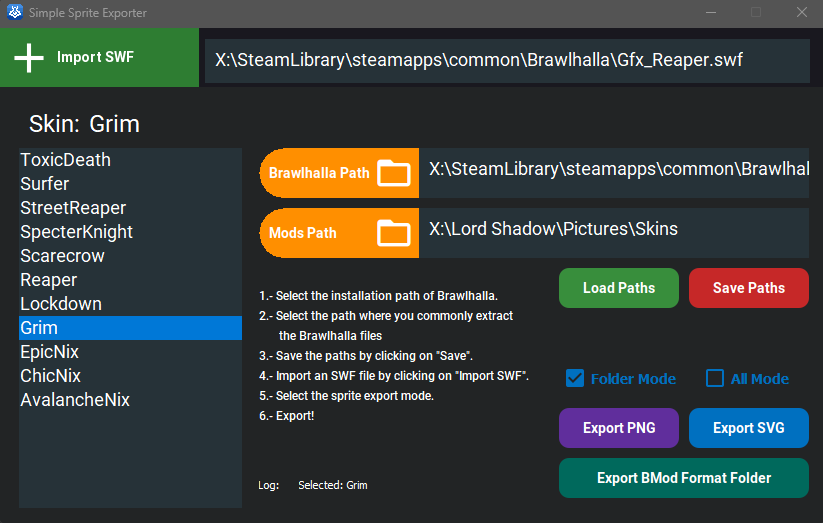 Simple Sprite Exporter
Import SWF
X:\SteamLibrary\steamapps\common\Brawlhalla\Gfx_Reaper.swf
Skin: Grim
ToxicDeath
Surfer
StreetReaper
SpecterKnight
Scarecrow
Reaper
Lockdown
Grim
EpicNix
ChicNix
AvalancheNix
Brawlhalla Path
X:\SteamLibrary\steamapps\common\Brawlhal
Mods Path
X:\Lord Shadow\Pictures\Skins
Load Paths
Save Paths
1.- Select the installation path of Brawlhalla.
2.- Select the path where you commonly extract
the Brawlhalla files
3.- Save the paths by clicking on "Save".
4.- Import an SWF file by clicking on "Import SWF".
5.- Select the sprite export mode.
6.- Export!
Folder Mode
All Mode
Export PNG
Export SVG
Export BMod Format Folder
Log: Selected: Grim